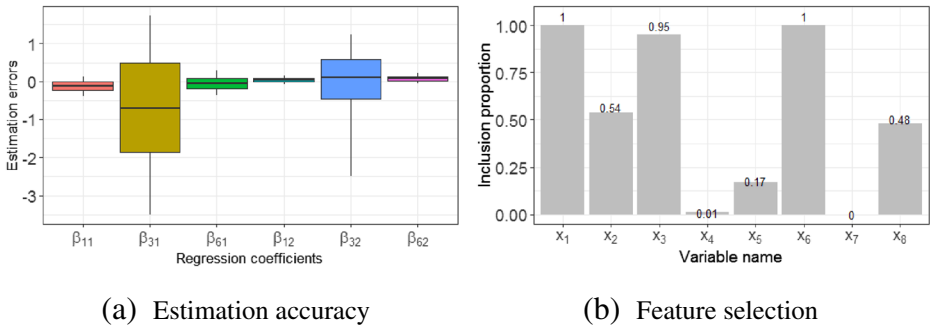 Estimation errors
1
0
-1
-2
-3
β11 β31 β61 β12 β32 β62
Regression coefficients
(a) Estimation accuracy
Inclusion proportion
1.00
0.75
0.50
0.25
0.00
1 0.54 0.95 0.01 0.17 1 0 0.48
x1 x2 x3 x4 x5 x6 x7 x8
Variable name
(b) Feature selection